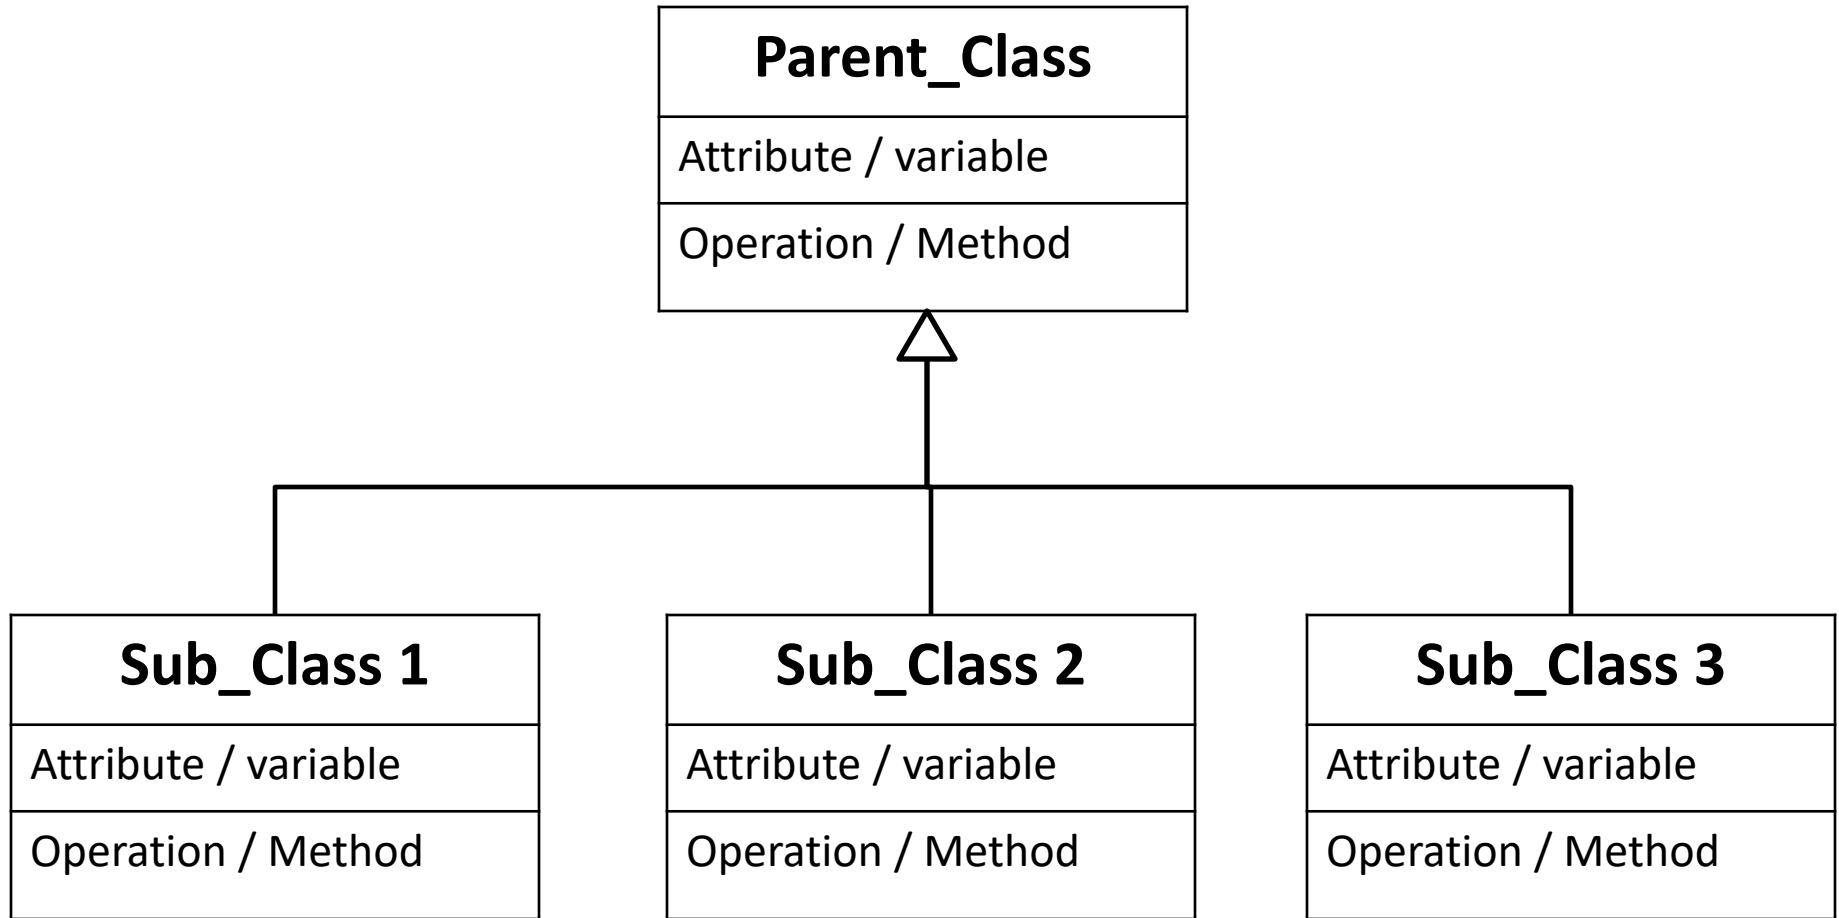 Parent_Class
Attribute / variable
Operation / Method
Sub_Class 1
Attribute / variable
Operation / Method
Sub_Class 2
Attribute / variable
Operation / Method
Sub_Class 3
Attribute / variable
Operation / Method